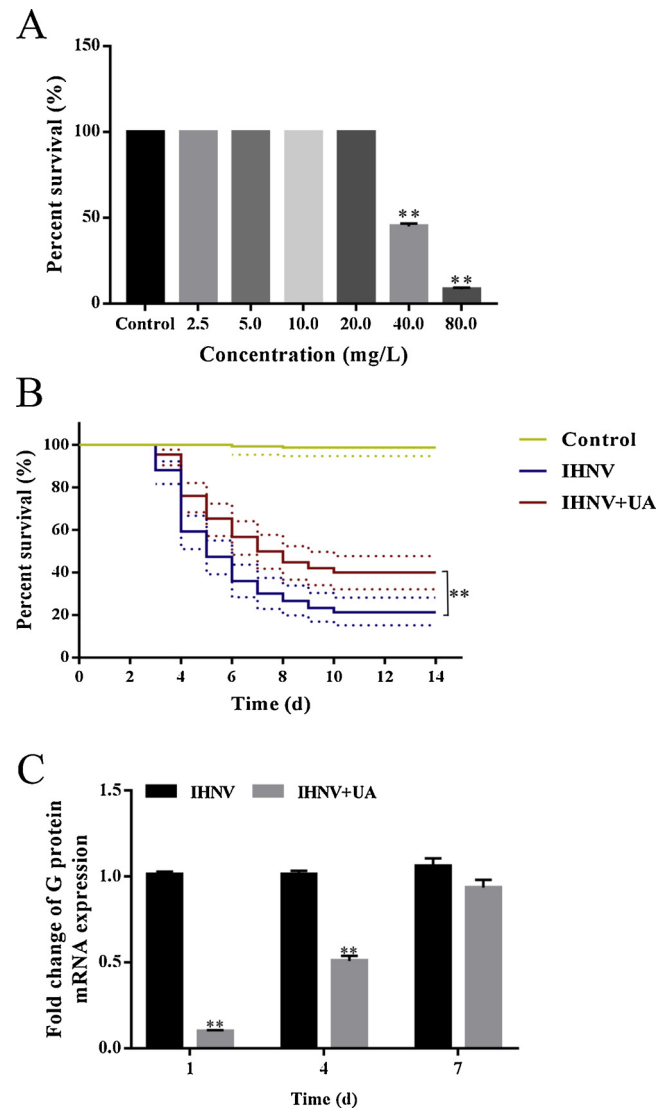 A
Percent survival (%)
150
100
50
0
**
**
Control 2.5 5.0 10.0 20.0 40.0 80.0
Concentration (mg/L)
B
Percent survival (%)
100
80
60
40
20
0
0 2 4 6 8 10 12 14
Time (d)
Control
IHNV
IHNV+UA
**
C
IHNV IHNV+UA
Fold change of G protein
mRNA expression
1.5
1.0
0.5
0.0
**
**
1 4 7
Time (d)